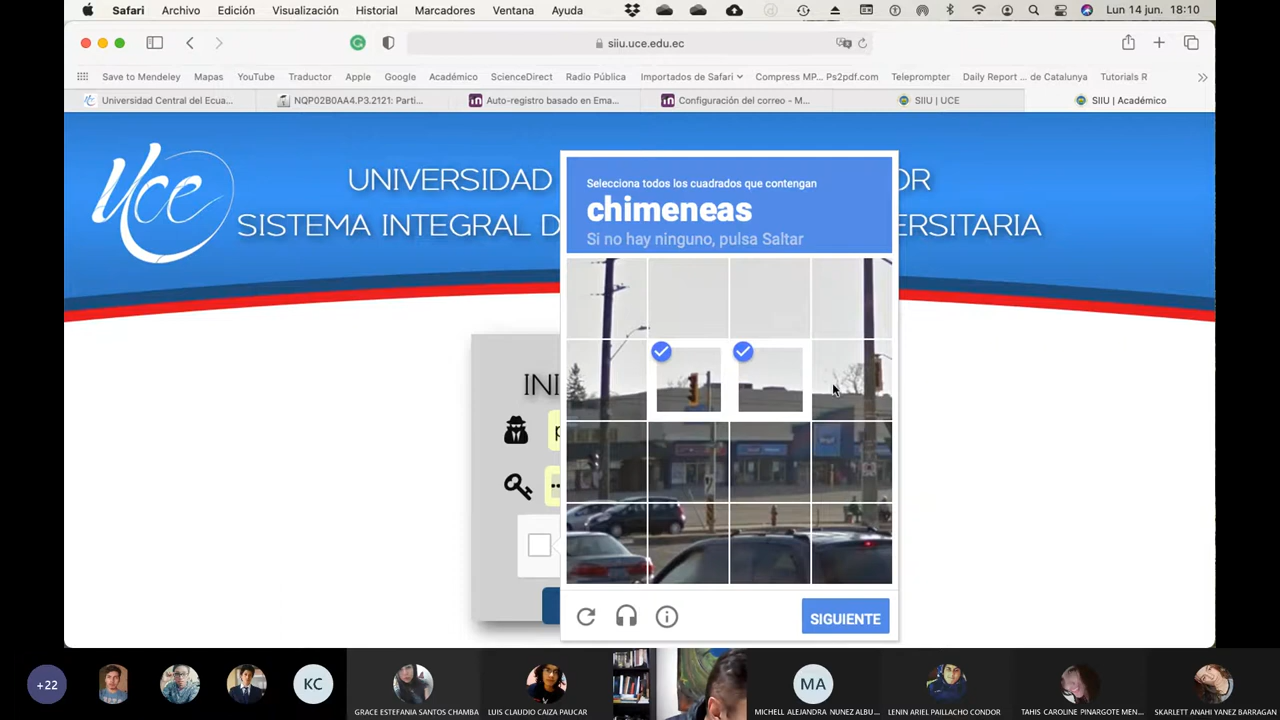 Safari Archivo Edición Visualización Historial Marcadores Ventana Ayuda Lun 14 jun. 18:10
siiu.uce.edu.ec
Save to Mendeley Mapas YouTube Traductor Apple Google Académico ScienceDirect Radio Pública Importados de Safari Compress MP... Ps2pdf.com Teleprompter Daily Report ... de Catalunya Tutorials R
Universidad Central del Ecua... NQP02B0AA4.P3.2121: Parti... Auto-registro basado en Ema... Configuración del correo - M... SIIU | UCE SIIU | Académico
uce
UNIVERSIDAD OR
SISTEMA INTEGRAL D ERSITARIA
Selecciona todos los cuadrados que contengan
chimeneas
Si no hay ninguno, pulsa Saltar
INI
p
SIGUIENTE
+22 KC MA
GRACE ESTEFANIA SANTOS CHAMBA LUIS CLAUDIO CAIZA PAUCAR MICHELL ALEJANDRA NUNEZ ALBU... LENIN ARIEL PAILLACHO CONDOR TAHIS CAROLINE PINARGOTE MEN... SKARLETT ANAHI YANEZ BARRAGAN